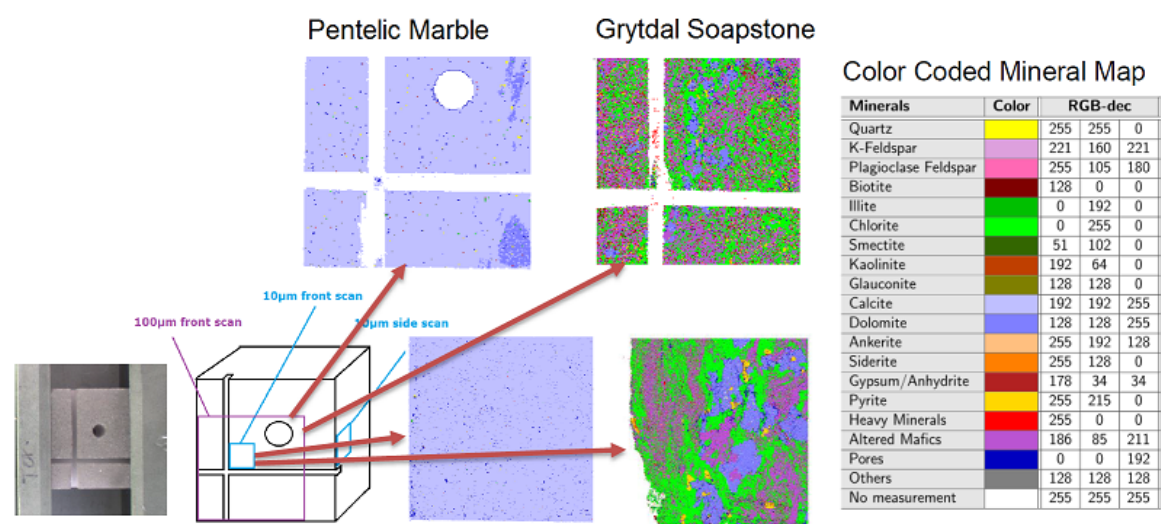 Pentelic Marble
Grytdal Soapstone
Color Coded Mineral Map
Minerals Color RGB-dec
Quartz 255 255 0
K-Feldspar 221 160 221
Plagioclase Feldspar 255 105 180
Biotite 128 0 0
Illite 0 192 0
Chlorite 0 255 0
Smectite 51 102 0
Kaolinite 192 64 0
Glauconite 128 128 0
Calcite 192 192 255
Dolomite 128 128 255
Ankerite 255 192 128
Siderite 255 128 0
Gypsum/Anhydrite 178 34 34
Pyrite 255 215 0
Heavy Minerals 255 0 0
Altered Mafics 186 85 211
Pores 0 0 192
Others 128 128 128
No measurement 255 255 255
10µm front scan
100µm front scan
side scan